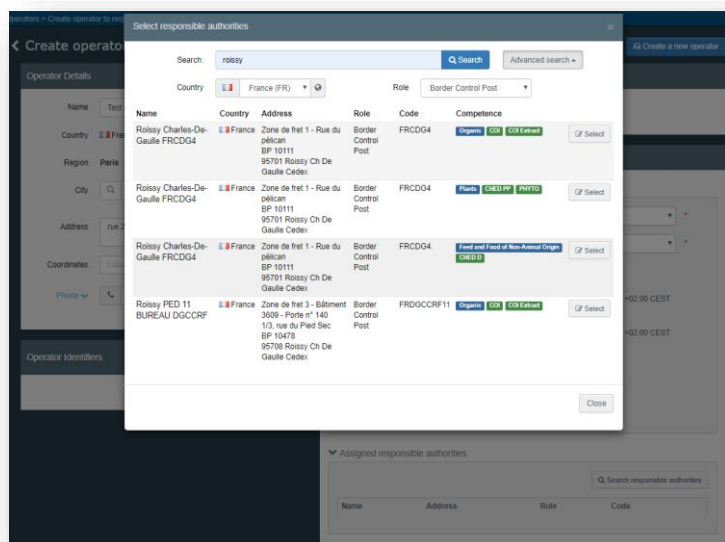 perators > Create operator to re
Select responsible authorities
×
Create operato
Create a new operator
Search:
roissy
Search
Advanced search
Operator Details
Country
France (FR)
Role
Border Control Post
Name
Test
Name Country Address Role Code Competence
Country
Fra
Roissy Charles-De-Gaulle FRCDG4
France
Zone de fret 1 - Rue du
pélican
BP 10111
95701 Roissy Ch De
Gaulle Cedex
Border
Control
Post
FRCDG4
Organic COI COI Extract
Select
Region
Paris
City
Roissy Charles-De-
Gaulle FRCDG4
France
Zone de fret 1 - Rue du
pélican
BP 10111
95701 Roissy Ch De
Gaulle Cedex
Border
Control
Post
FRCDG4
Plants CHED PP PHYTO
Select
Address
rue 2
Coordinates
Roissy Charles-De-
Gaulle FRCDG4
France
Zone de fret 1 - Rue du
pélican
BP 10111
95701 Roissy Ch De
Gaulle Cedex
Border
Control
Post
FRCDG4
Feed and Food of Non-Animal Origin
CHED D
Select
Phone
+02:00 CEST
Roissy PED 11
BUREAU DGCCRF
France
Zone de fret 3 - Bâtiment
3609 - Porte n° 140
1/3, rue du Pied Sec
BP 10478
95708 Roissy Ch De
Gaulle Cedex
Border
Control
Post
FRDGCCRF11
Organic COI COI Extract
Select
+02:00 CEST
Operator Identifiers
Close
Assigned responsible authorities
Search responsible authorities
Name Address Role Code